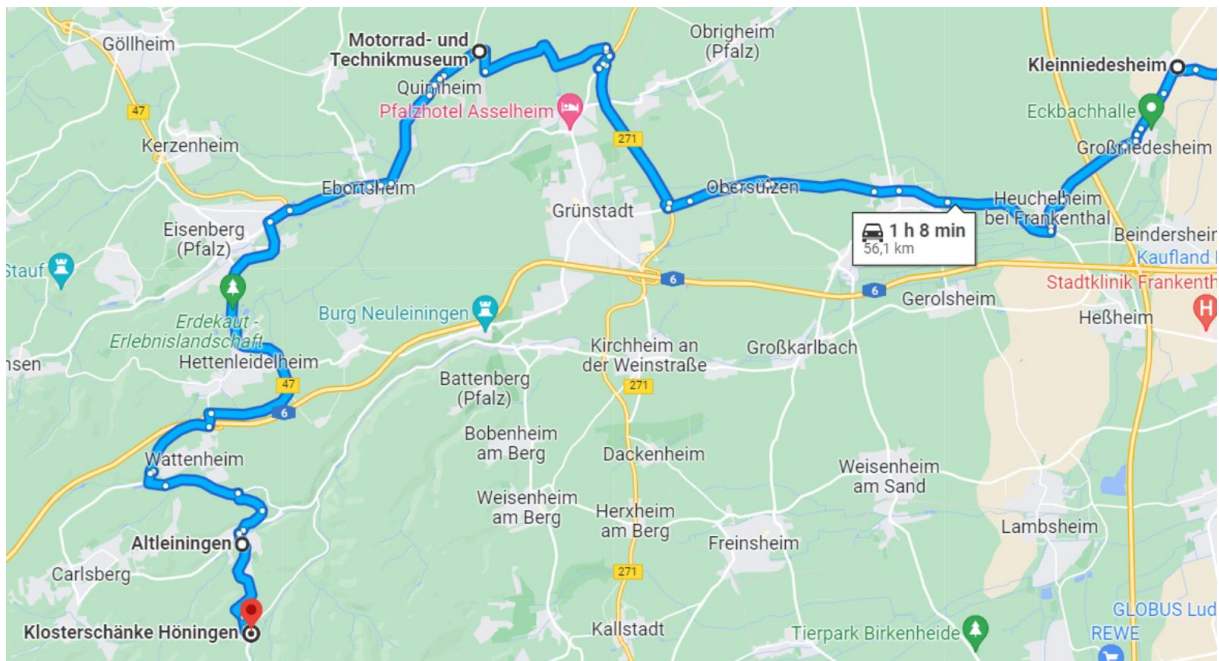 Göllheim
Motorrad- und
Technikmuseum
Obrigheim
(Pfalz)
Kleinniedesheim
Quirnheim
Pfalzhotel Asselheim
Eckbachhalle
47
Kerzenheim
271
Großniedesheim
Ebertsheim
Obersülzen
Heuchelheim
bei Frankenthal
Grünstadt
Eisenberg
(Pfalz)
1 h 8 min
56,1 km
Beindersheim
Kaufland
Stauf
6
6
Gerolsheim
Stadtklinik Frankenth
Burg Neuleiningen
Heßheim
H
Erdekaut -
Erlebnislandschaft
Hettenleidelheim
Kirchheim an
der Weinstraße
Großkarlbach
nsen
47
271
Battenberg
(Pfalz)
6
Bobenheim
am Berg
Dackenheim
Wattenheim
Weisenheim
am Sand
Weisenheim
am Berg
Herxheim
am Berg
Lambsheim
Altleiningen
Freinsheim
Carlsberg
271
GLOBUS Lud
Klosterschänke Höningen
Kallstadt
Tierpark Birkenheide
REWE